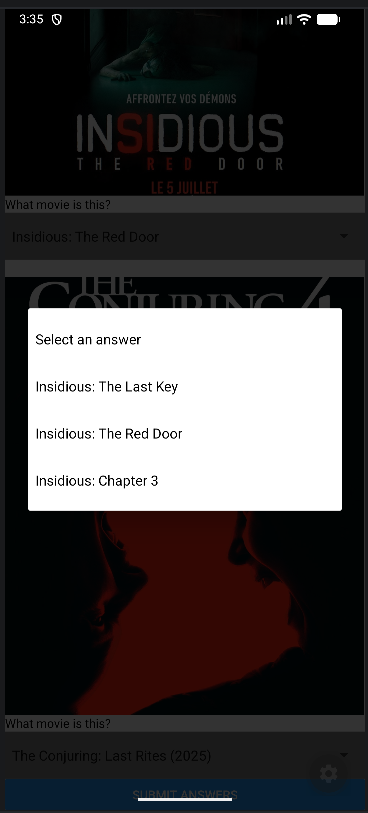 3:35
AFFRONTEZ VOS DÉMONS
INSIDIOUS
THE RED DOOR
LE 5 JUILLET
What movie is this?
Insidious: The Red Door
THE
CONJURING 4
Select an answer
Insidious: The Last Key
Insidious: The Red Door
Insidious: Chapter 3
What movie is this?
The Conjuring: Last Rites (2025)
SUBMIT ANSWERS